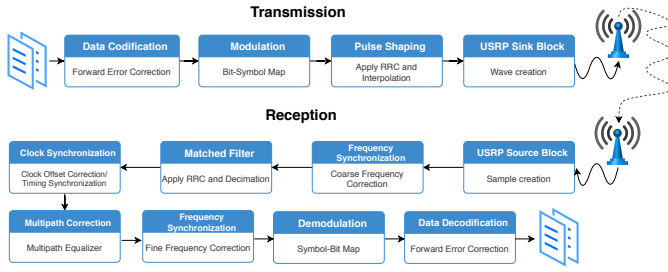 Transmission
Data Codification
Forward Error Correction
Modulation
Bit-Symbol Map
Pulse Shaping
Apply RRC and
Interpolation
USRP Sink Block
Wave creation
Reception
Clock Synchronization
Clock Offset Correction/
Timing Synchronization
Matched Filter
Apply RRC and Decimation
Frequency
Synchronization
Coarse Frequency
Correction
USRP Source Block
Sample creation
Multipath Correction
Multipath Equalizer
Frequency
Synchronization
Fine Frequency Correction
Demodulation
Symbol-Bit Map
Data Decodification
Forward Error Correction